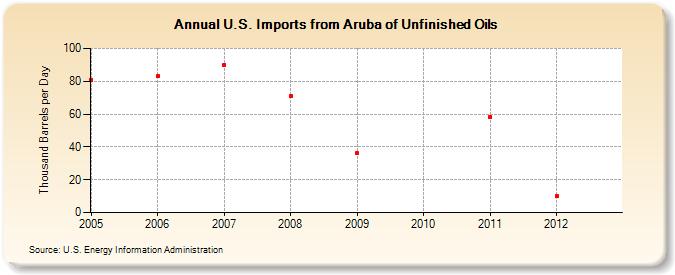 Annual U.S. Imports from Aruba of Unfinished Oils
Thousand Barrels per Day
100
80
60
40
20
0
2005 2006 2007 2008 2009 2010 2011 2012
Source: U.S. Energy Information Administration